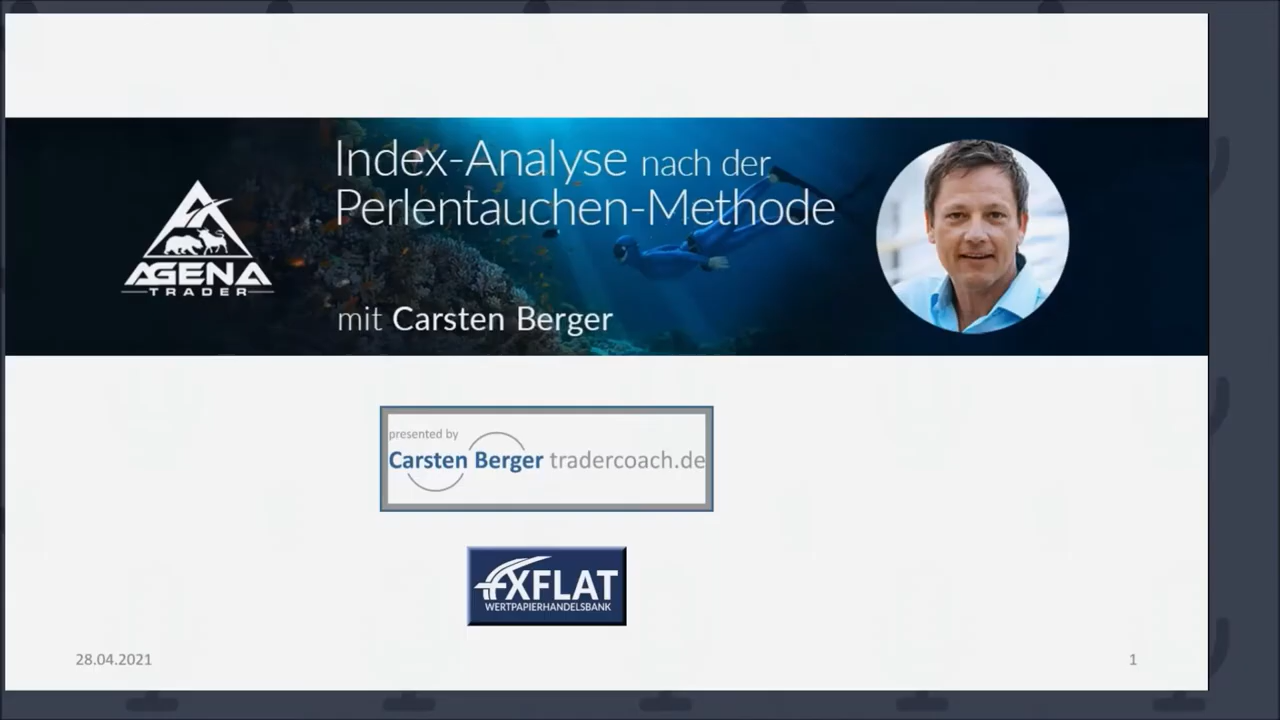 Index-Analyse nach der
Perlentauchen-Methode
AGENA
TRADER
mit Carsten Berger
presented by
Carsten Berger tradercoach.de
FXFLAT
WERTPAPIERHANDELSBANK
28.04.2021
1